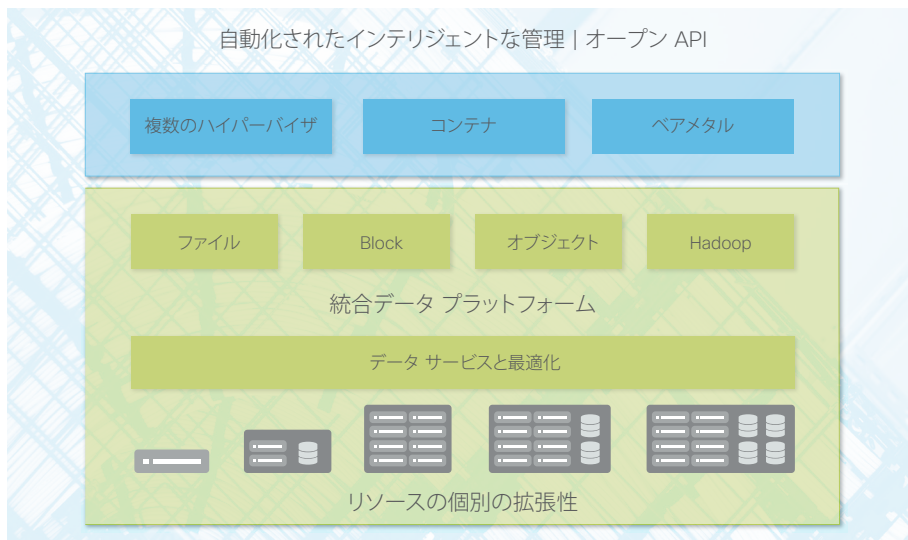 自動化されたインテリジェントな管理 | オープン API
複数のハイパーバイザ
コンテナ
ベアメタル
ファイル
Block
オブジェクト
Hadoop
統合データ プラットフォーム
データ サービスと最適化
リソースの個別の拡張性